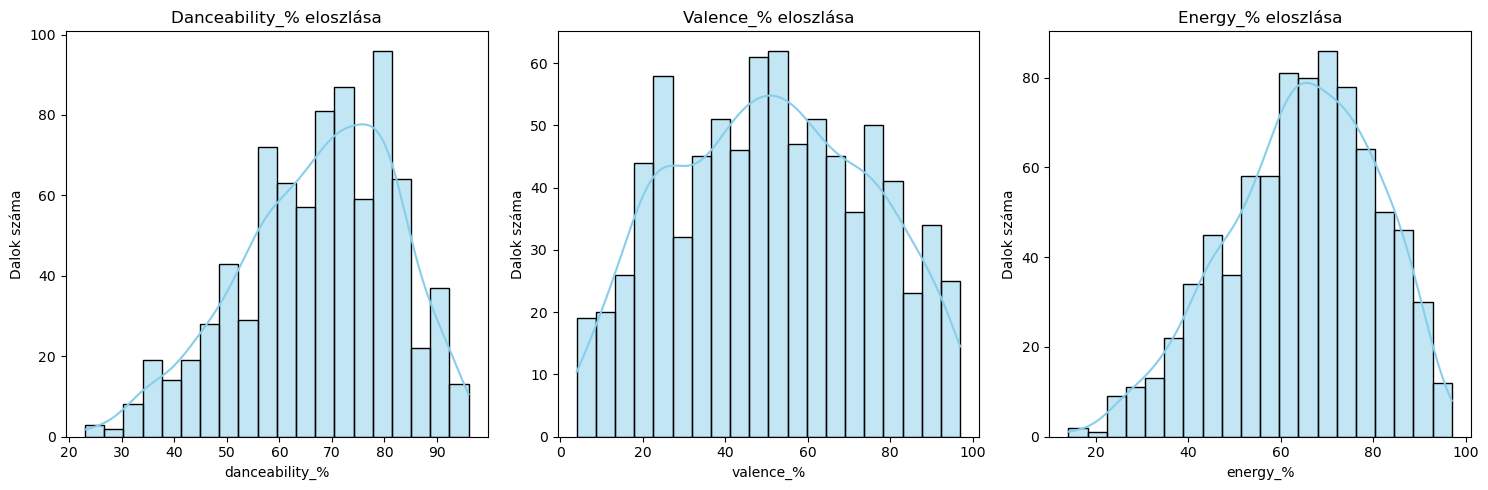 Danceability_% eloszlása
Dalok száma
100
80
60
40
20
0
20 30 40 50 60 70 80 90
danceability_%
Valence_% eloszlása
Dalok száma
60
50
40
30
20
10
0
0 20 40 60 80 100
valence_%
Energy_% eloszlása
Dalok száma
80
60
40
20
0
20 40 60 80 100
energy_%